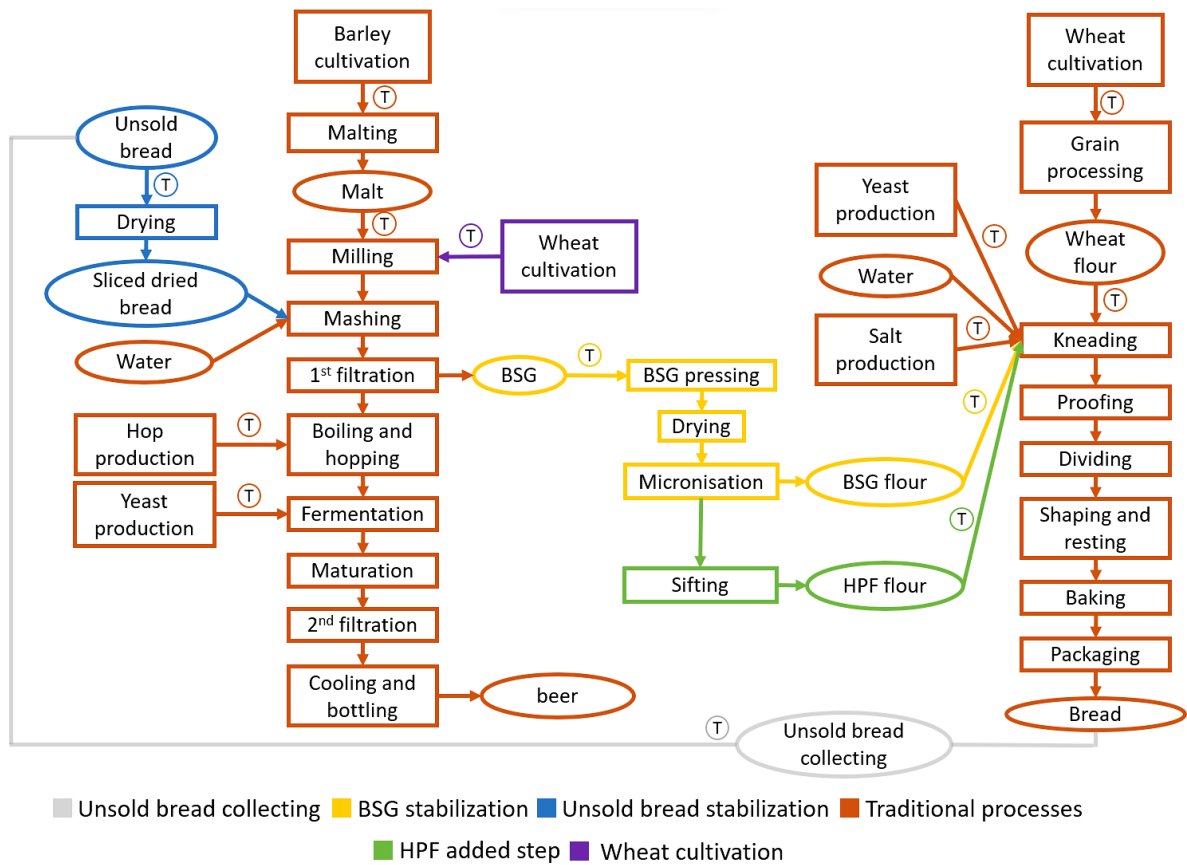 Barley
cultivation
T
Malting
Malt
T
Milling
T
Wheat
cultivation
Mashing
1st filtration
Boiling and
hopping
Fermentation
Maturation
2nd filtration
Cooling and
bottling
beer
Unsold
bread
T
Drying
Sliced dried
bread
Water
Hop
production
T
Yeast
production
T
BSG
T
BSG pressing
Drying
Micronisation
BSG flour
T
Sifting
HPF flour
T
Wheat
cultivation
T
Grain
processing
Wheat
flour
T
Yeast
production
T
Water
Salt
production
T
Kneading
Proofing
Dividing
Shaping and
resting
Baking
Packaging
Bread
Unsold bread
collecting
T
Unsold bread collecting
BSG stabilization
Unsold bread stabilization
Traditional processes
HPF added step
Wheat cultivation